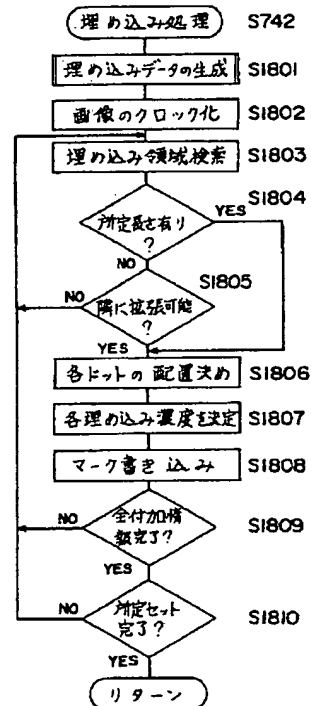 埋め込み処理 S742
埋め込みデータの生成 S1801
画像のクロック化 S1802
埋め込み領域検索 S1803
S1804
所定長さ有り
?
YES
NO
S1805
隣に拡張可能
?
NO
YES
各ドットの配置決め S1806
各埋め込み濃度を決定 S1807
マーク書き込み S1808
全付加情
報完了?
S1809
NO
YES
所定セット
完了?
S1810
NO
YES
リターン